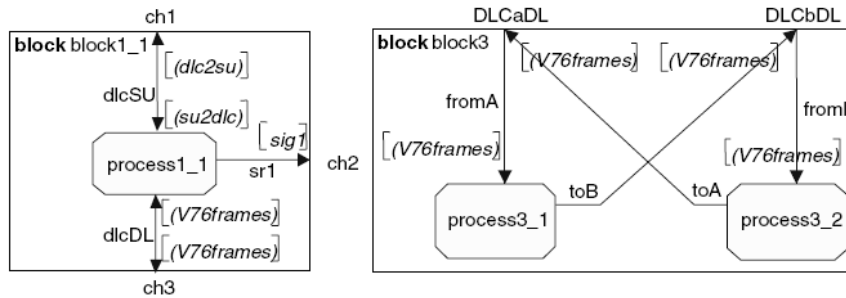 ch1
block block1_1
[(dlc2su)]
dlcSU
[(su2dlc)]
[sig1]
process1_1
sr1
ch2
[(V76frames)]
dlcDL
[(V76frames)]
ch3
DLCaDL
DLCbDL
block block3
[(V76frames)]
[(V76frames)]
fromA
[(V76frames)]
[(V76frames)]
toB
toA
process3_1
process3_2